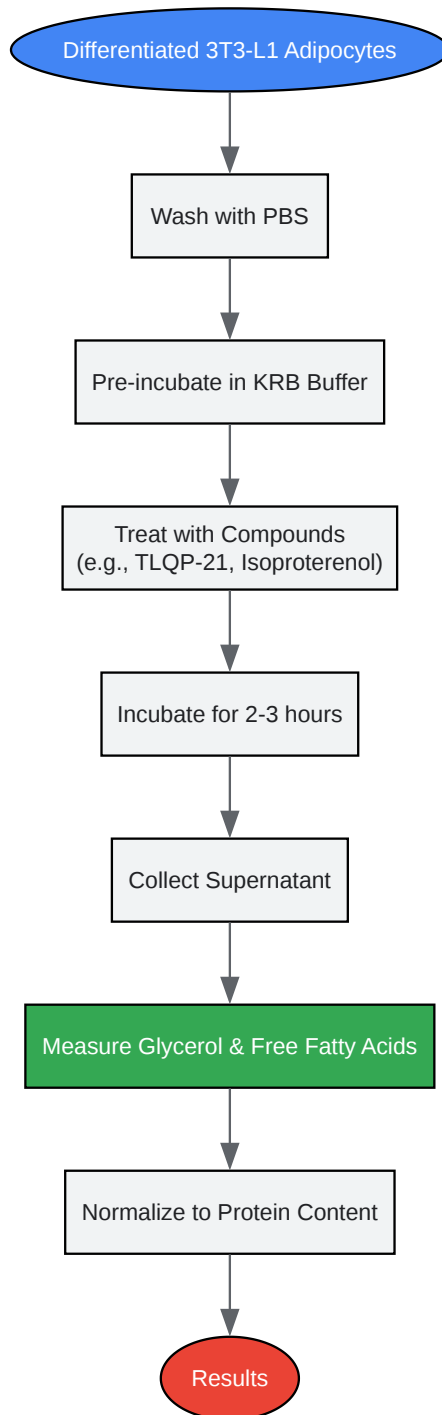 Differentiated 3T3-L1 Adipocytes
Wash with PBS
Pre-incubate in KRB Buffer
Treat with Compounds
(e.g., TLQP-21, Isoproterenol)
Incubate for 2-3 hours
Collect Supernatant
Measure Glycerol & Free Fatty Acids
Normalize to Protein Content
Results